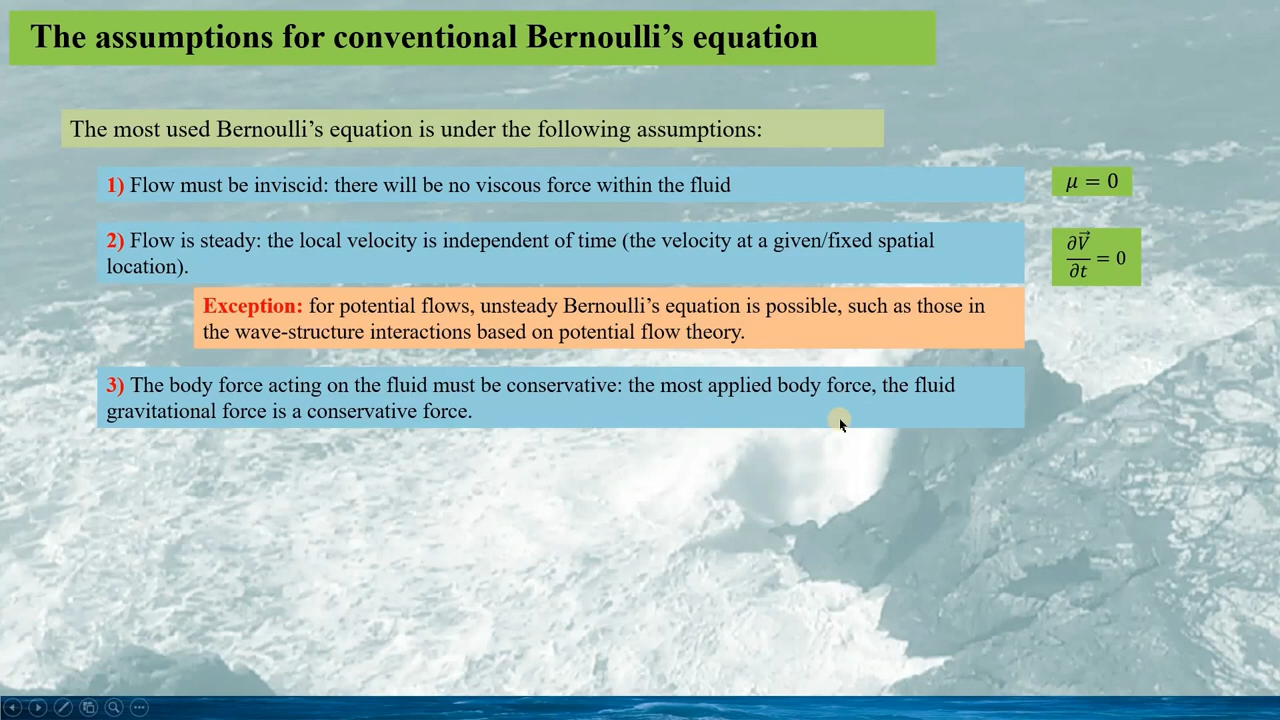 The assumptions for conventional Bernoulli’s equation
The most used Bernoulli’s equation is under the following assumptions:
1) Flow must be inviscid: there will be no viscous force within the fluid
μ = 0
2) Flow is steady: the local velocity is independent of time (the velocity at a given/fixed spatial
location).
∂V⃗/∂t = 0
Exception: for potential flows, unsteady Bernoulli’s equation is possible, such as those in
the wave-structure interactions based on potential flow theory.
3) The body force acting on the fluid must be conservative: the most applied body force, the fluid
gravitational force is a conservative force.